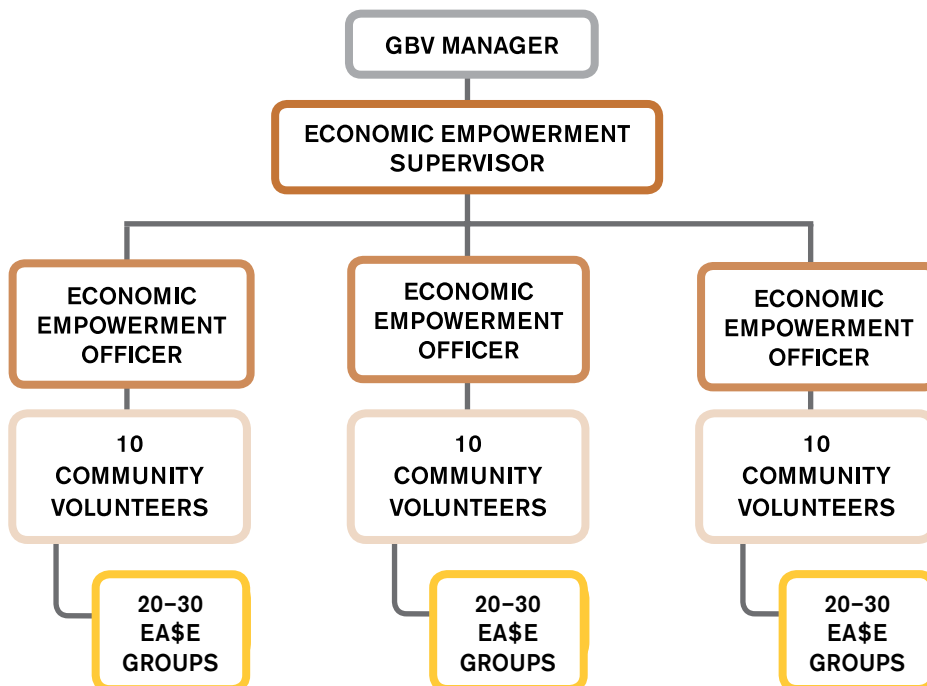 GBV MANAGER
ECONOMIC EMPOWERMENT
SUPERVISOR
ECONOMIC
EMPOWERMENT
OFFICER
ECONOMIC
EMPOWERMENT
OFFICER
ECONOMIC
EMPOWERMENT
OFFICER
10
COMMUNITY
VOLUNTEERS
10
COMMUNITY
VOLUNTEERS
10
COMMUNITY
VOLUNTEERS
20–30
EA$E
GROUPS
20–30
EA$E
GROUPS
20–30
EA$E
GROUPS